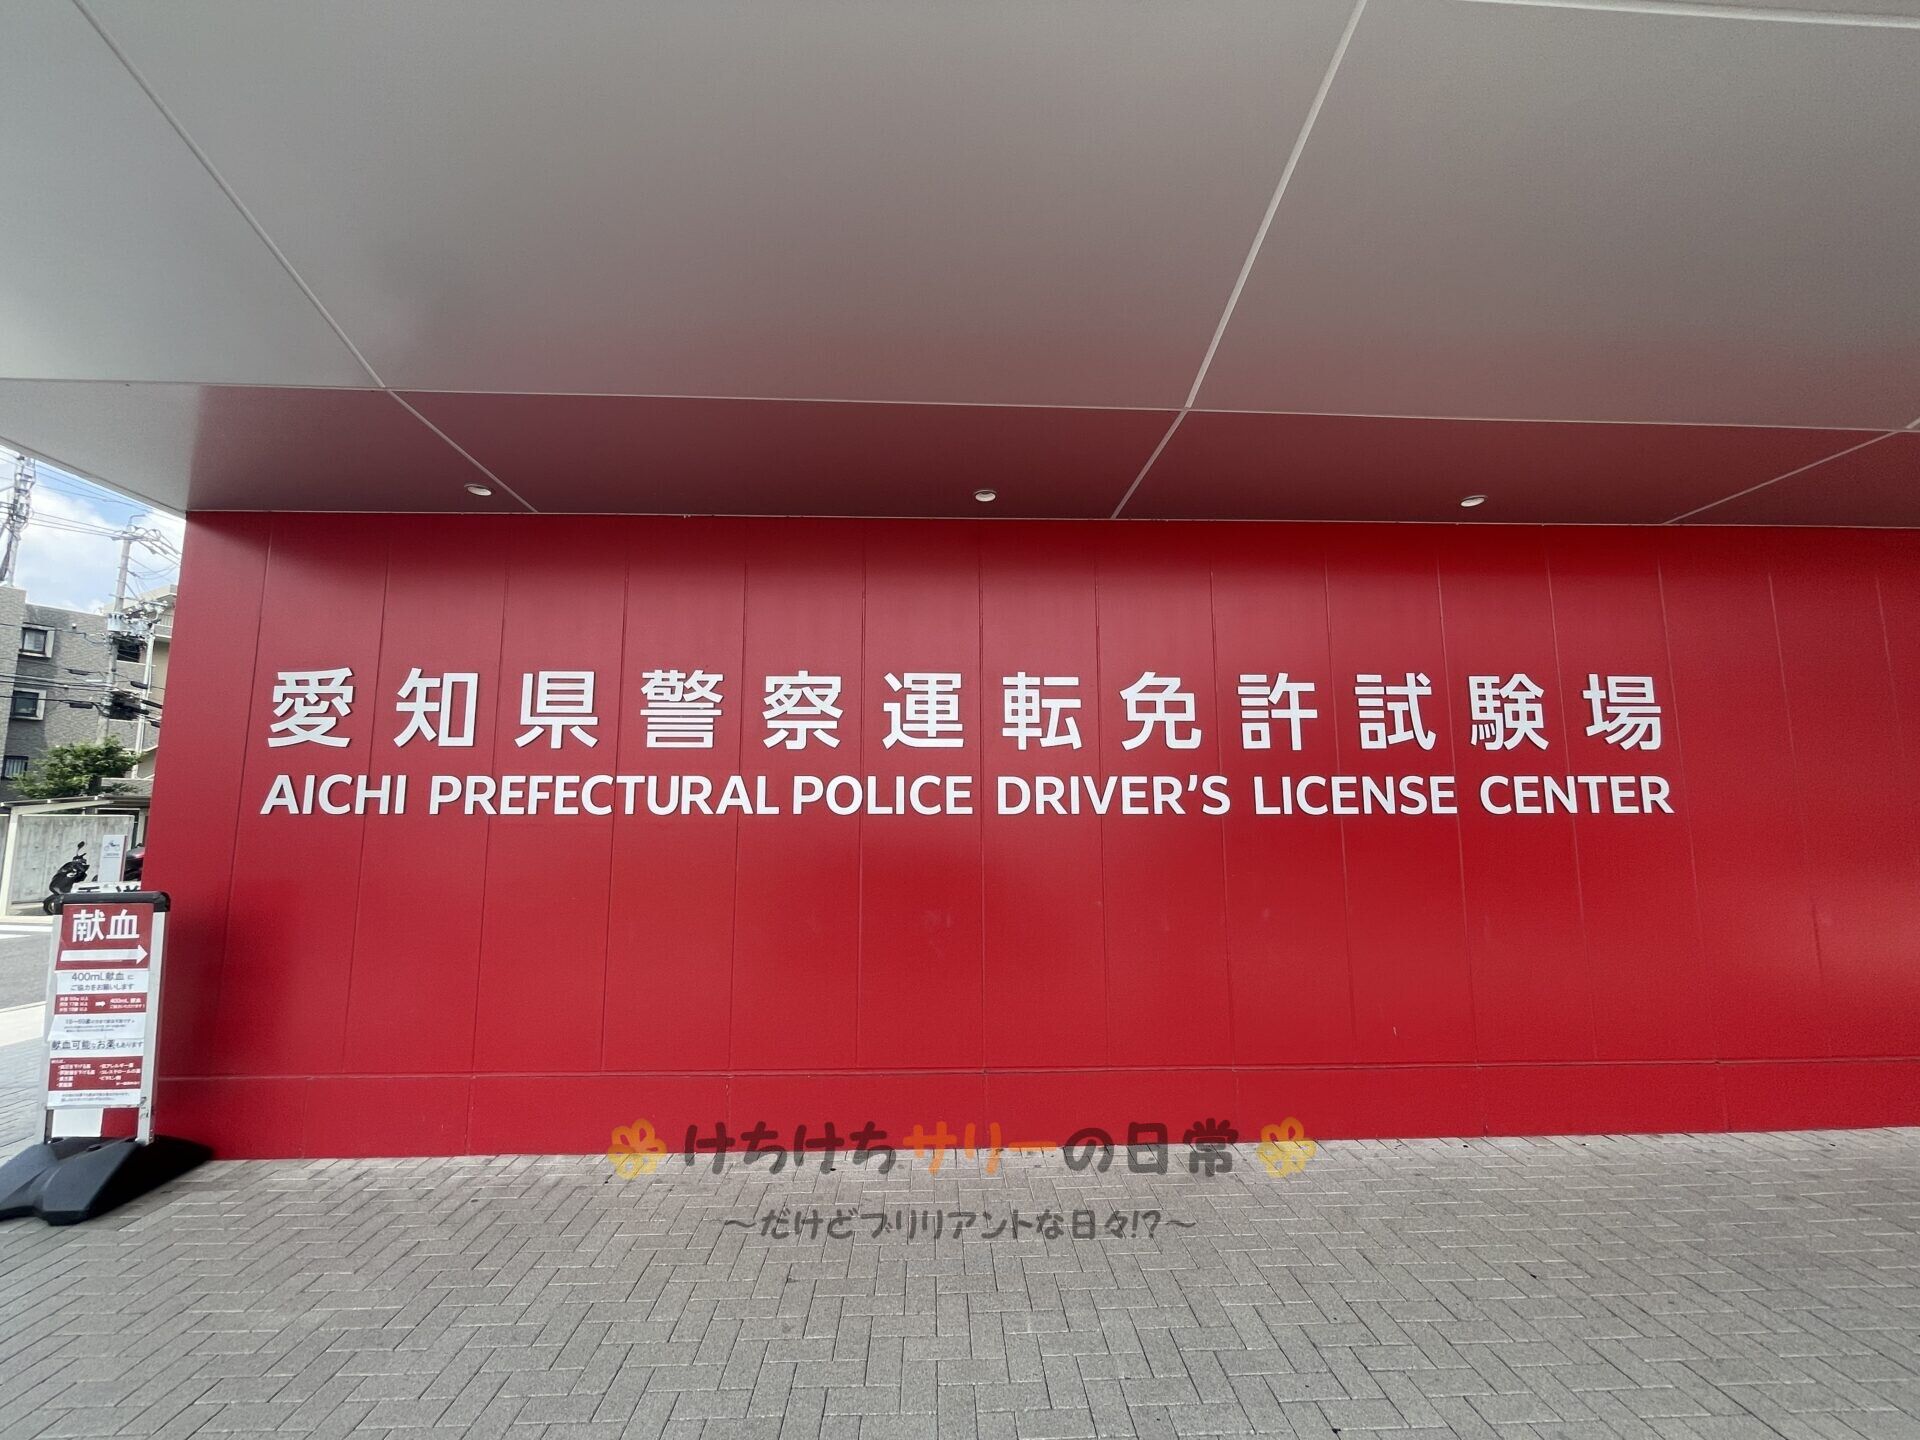 愛知県警察運転免許試験場
AICHI PREFECTURAL POLICE DRIVER'S LICENSE CENTER
献血
400mL献血に
ご協力をお願いします
献血可能なお薬もあります
けちけちサリーの日常
～だけどブリリアントな日々!?～